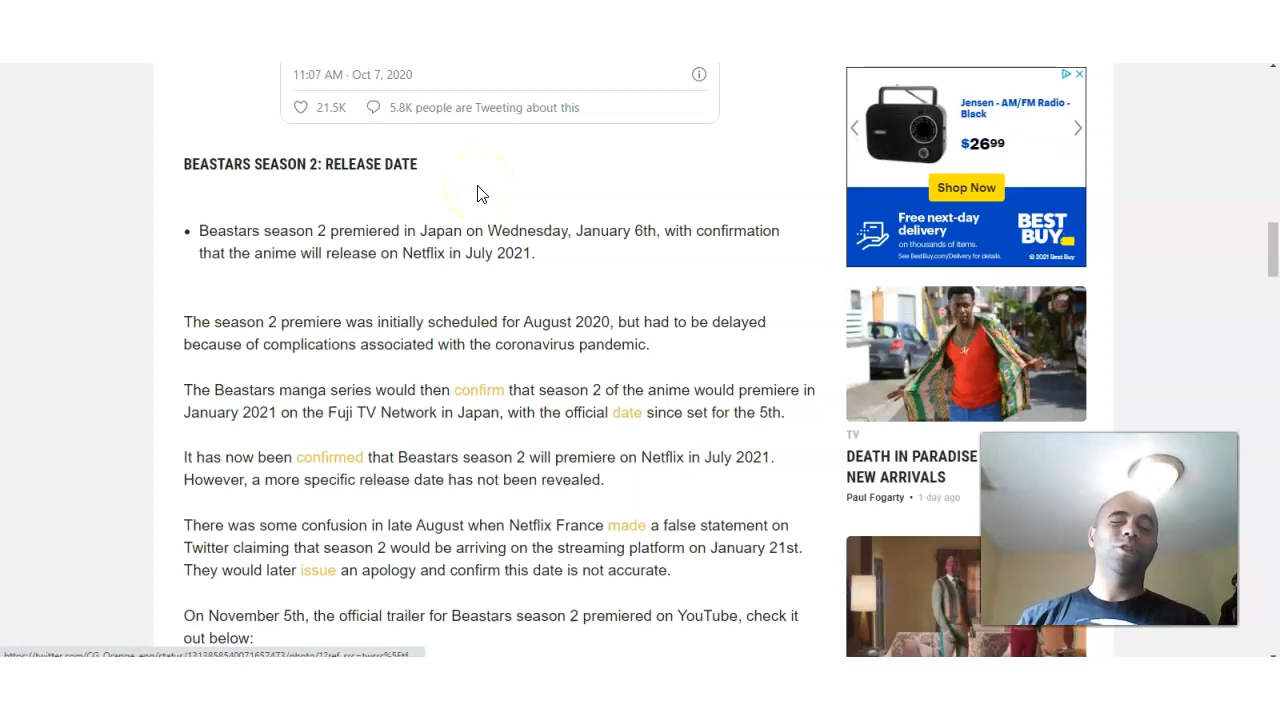 11:07 AM · Oct 7, 2020
21.5K 5.8K people are Tweeting about this
BEASTARS SEASON 2: RELEASE DATE
• Beastars season 2 premiered in Japan on Wednesday, January 6th, with confirmation
that the anime will release on Netflix in July 2021.
The season 2 premiere was initially scheduled for August 2020, but had to be delayed
because of complications associated with the coronavirus pandemic.
The Beastars manga series would then confirm that season 2 of the anime would premiere in
January 2021 on the Fuji TV Network in Japan, with the official date since set for the 5th.
It has now been confirmed that Beastars season 2 will premiere on Netflix in July 2021.
However, a more specific release date has not been revealed.
There was some confusion in late August when Netflix France made a false statement on
Twitter claiming that season 2 would be arriving on the streaming platform on January 21st.
They would later issue an apology and confirm this date is not accurate.
On November 5th, the official trailer for Beastars season 2 premiered on YouTube, check it
out below:
Jensen - AM/FM Radio -
Black
$2699
Shop Now
Free next-day
delivery
on thousands of items.
See BestBuy.com/Delivery for details.
BEST
BUY
© 2021 Best Buy
TV
DEATH IN PARADISE
NEW ARRIVALS
Paul Fogarty • 1 day ago